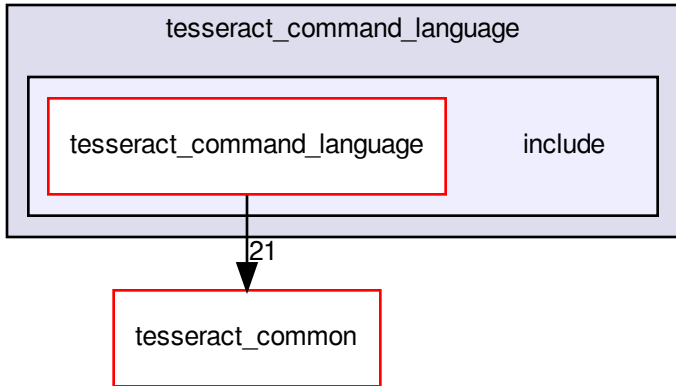 tesseract_command_language
tesseract_command_language
include
21
tesseract_common